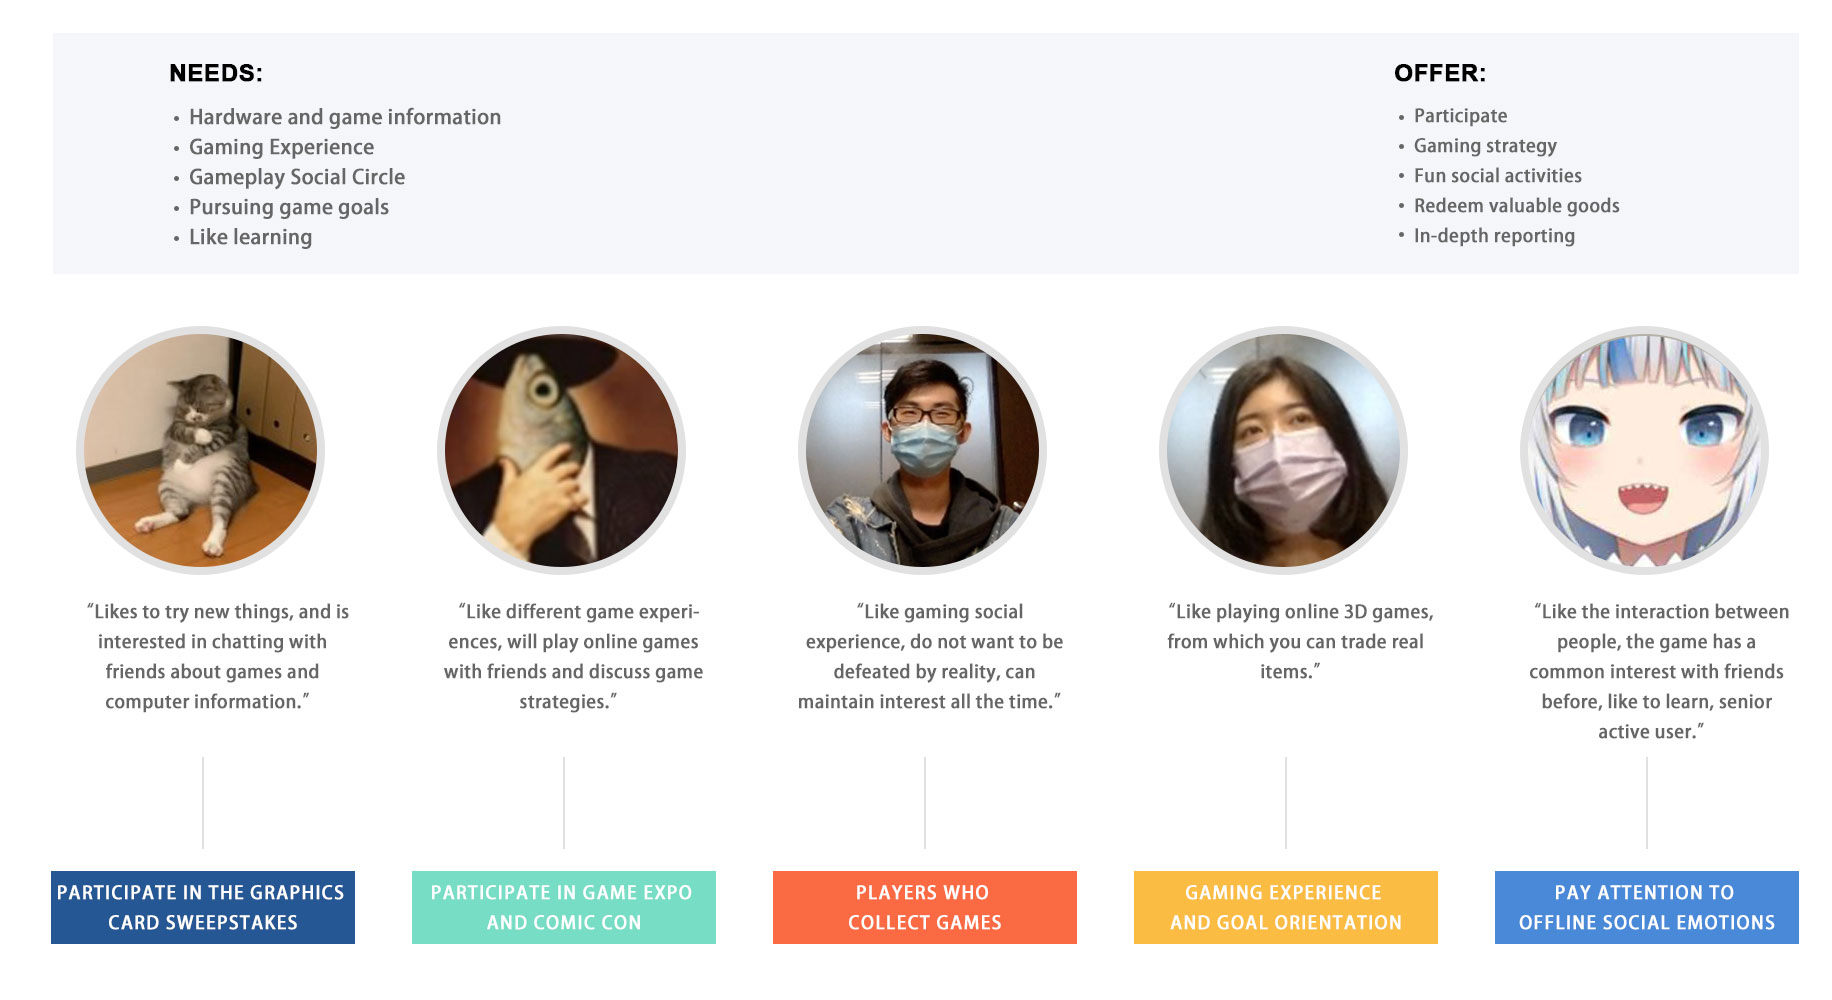 NEEDS:
• Hardware and game information
• Gaming Experience
• Gameplay Social Circle
• Pursuing game goals
• Like learning
OFFER:
• Participate
• Gaming strategy
• Fun social activities
• Redeem valuable goods
• In-depth reporting
“Likes to try new things, and is
interested in chatting with
friends about games and
computer information.”
“Like different game experi-
ences, will play online games
with friends and discuss game
strategies.”
“Like gaming social
experience, do not want to be
defeated by reality, can
maintain interest all the time.”
“Like playing online 3D games,
from which you can trade real
items.”
“Like the interaction between
people, the game has a
common interest with friends
before, like to learn, senior
active user.”
PARTICIPATE IN THE GRAPHICS
CARD SWEEPSTAKES
PARTICIPATE IN GAME EXPO
AND COMIC CON
PLAYERS WHO
COLLECT GAMES
GAMING EXPERIENCE
AND GOAL ORIENTATION
PAY ATTENTION TO
OFFLINE SOCIAL EMOTIONS